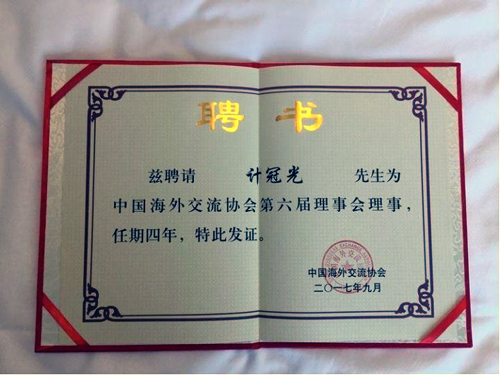 聘书
兹聘请 计冠光 先生为
中国海外交流协会第六届理事会理事，
任期四年，特此发证。
中国海外交流协会
二〇一七年九月